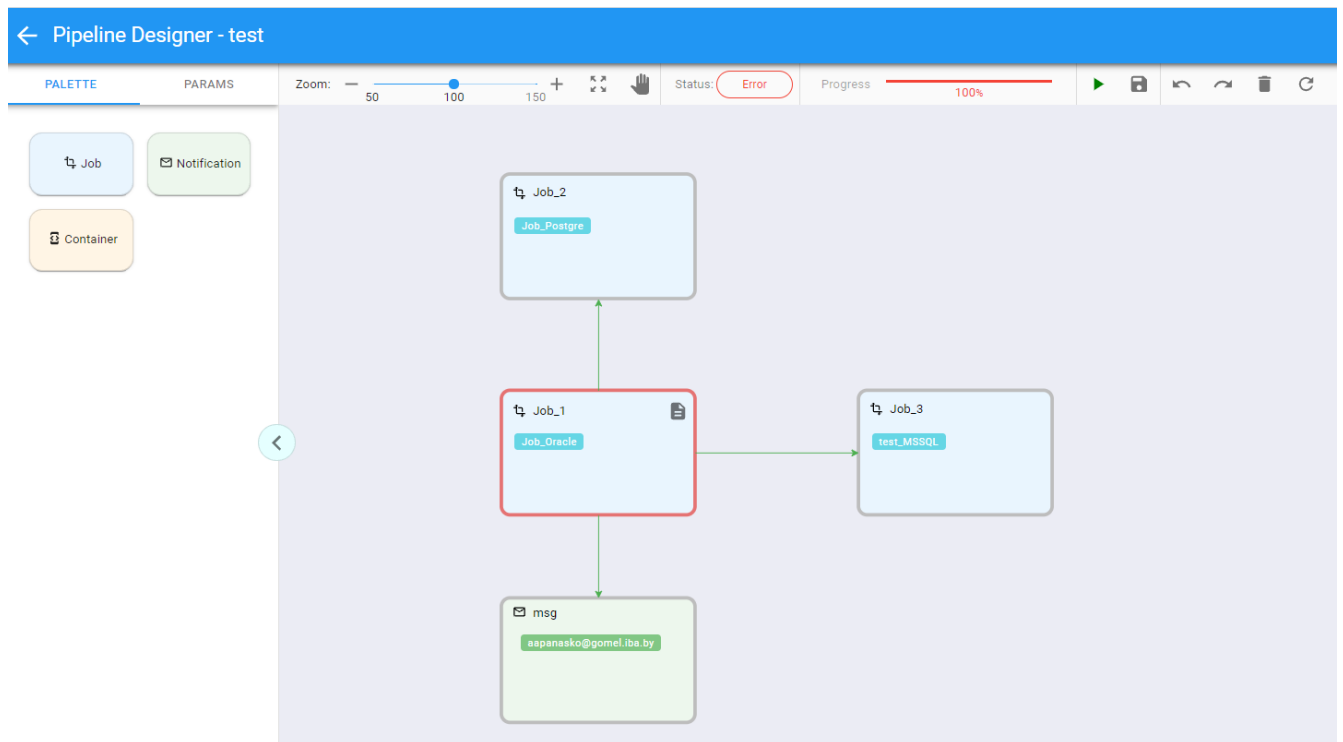 Pipeline Designer - test
PALETTE
PARAMS
Zoom:
50
100
150
Status:
Error
Progress
100%
Job
Notification
Container
Job_2
Job_Postgre
Job_1
Job_Oracle
Job_3
test_MSSQL
msg
aapanasko@gomel.iba.by